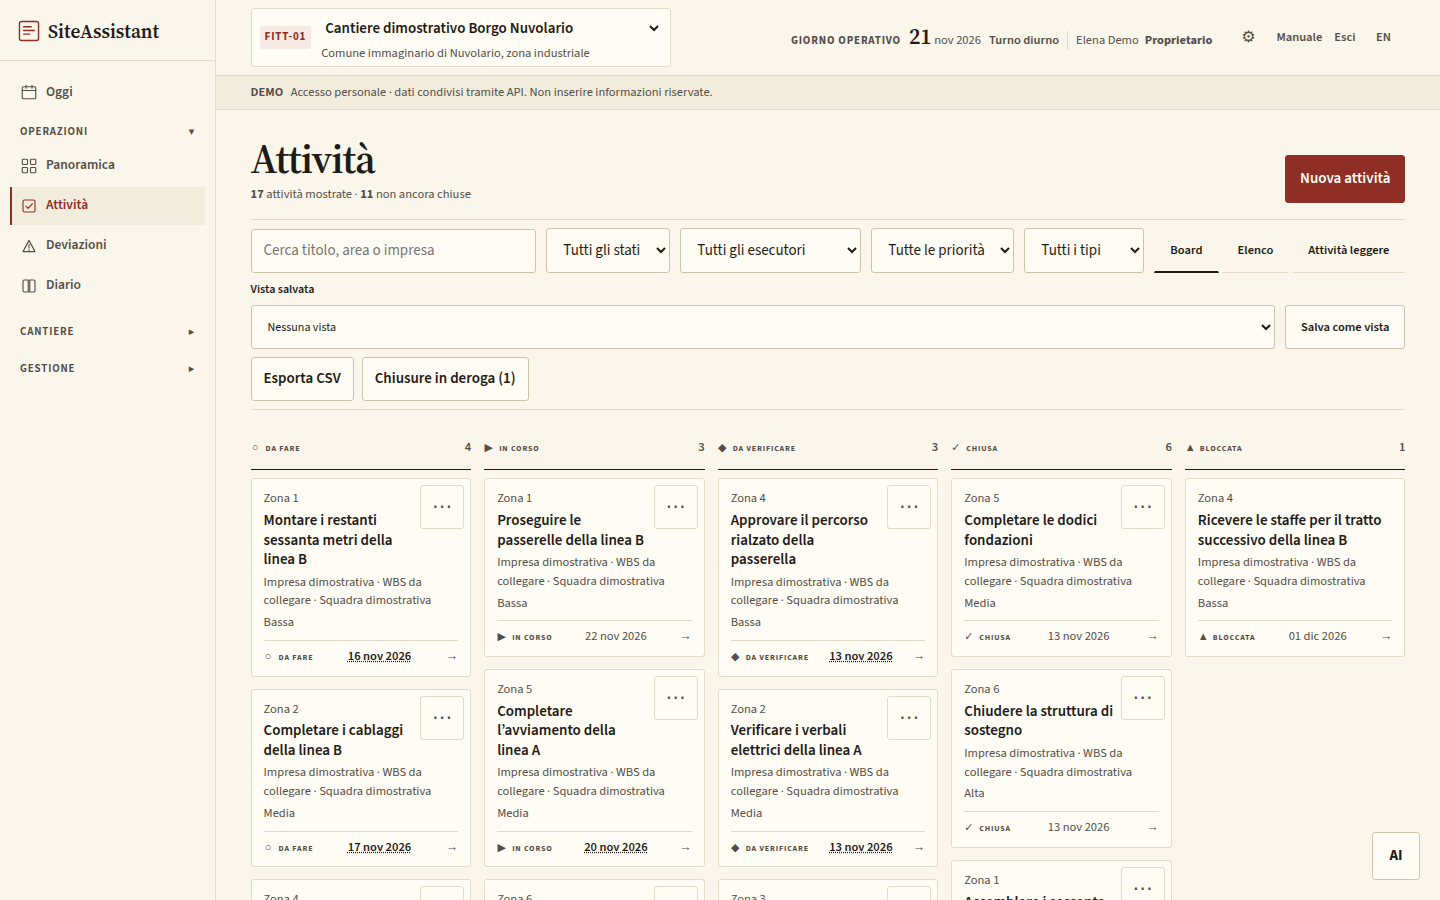 SiteAssistant
FITT-01
Cantiere dimostrativo Borgo Nuvolario
Comune immaginario di Nuvolario, zona industriale
GIORNO OPERATIVO 21 nov 2026 Turno diurno
Elena Demo Proprietario
Manuale
Esci
EN
DEMO Accesso personale · dati condivisi tramite API. Non inserire informazioni riservate.
Oggi
OPERAZIONI
Panoramica
Attività
Deviazioni
Diario
CANTIERE
GESTIONE
Attività
17 attività mostrate · 11 non ancora chiuse
Nuova attività
Cerca titolo, area o impresa
Tutti gli stati
Tutti gli esecutori
Tutte le priorità
Tutti i tipi
Board
Elenco
Attività leggere
Vista salvata
Nessuna vista
Salva come vista
Esporta CSV
Chiusure in deroga (1)
○ DA FARE 4
Zona 1
Montare i restanti
sessanta metri della
linea B
Impresa dimostrativa · WBS da
collegare · Squadra dimostrativa
Bassa
○ DA FARE 16 nov 2026 →
Zona 2
Completare i cablaggi
della linea B
Impresa dimostrativa · WBS da
collegare · Squadra dimostrativa
Media
○ DA FARE 17 nov 2026 →
Zona 4
▶ IN CORSO 3
Zona 1
Proseguire le
passerelle della linea B
Impresa dimostrativa · WBS da
collegare · Squadra dimostrativa
Bassa
▶ IN CORSO 22 nov 2026 →
Zona 5
Completare
l'avviamento della
linea A
Impresa dimostrativa · WBS da
collegare · Squadra dimostrativa
Media
▶ IN CORSO 20 nov 2026 →
Zona 6
◆ DA VERIFICARE 3
Zona 4
Approvare il percorso
rialzato della
passerella
Impresa dimostrativa · WBS da
collegare · Squadra dimostrativa
Bassa
◆ DA VERIFICARE 13 nov 2026 →
Zona 2
Verificare i verbali
elettrici della linea A
Impresa dimostrativa · WBS da
collegare · Squadra dimostrativa
Media
◆ DA VERIFICARE 13 nov 2026 →
Zona 3
✓ CHIUSA 6
Zona 5
Completare le dodici
fondazioni
Impresa dimostrativa · WBS da
collegare · Squadra dimostrativa
Media
✓ CHIUSA 13 nov 2026 →
Zona 6
Chiudere la struttura di
sostegno
Impresa dimostrativa · WBS da
collegare · Squadra dimostrativa
Alta
✓ CHIUSA 13 nov 2026 →
Zona 1
▲ BLOCCATA 1
Zona 4
Ricevere le staffe per il tratto
successivo della linea B
Impresa dimostrativa · WBS da
collegare · Squadra dimostrativa
Bassa
▲ BLOCCATA 01 dic 2026 →
AI